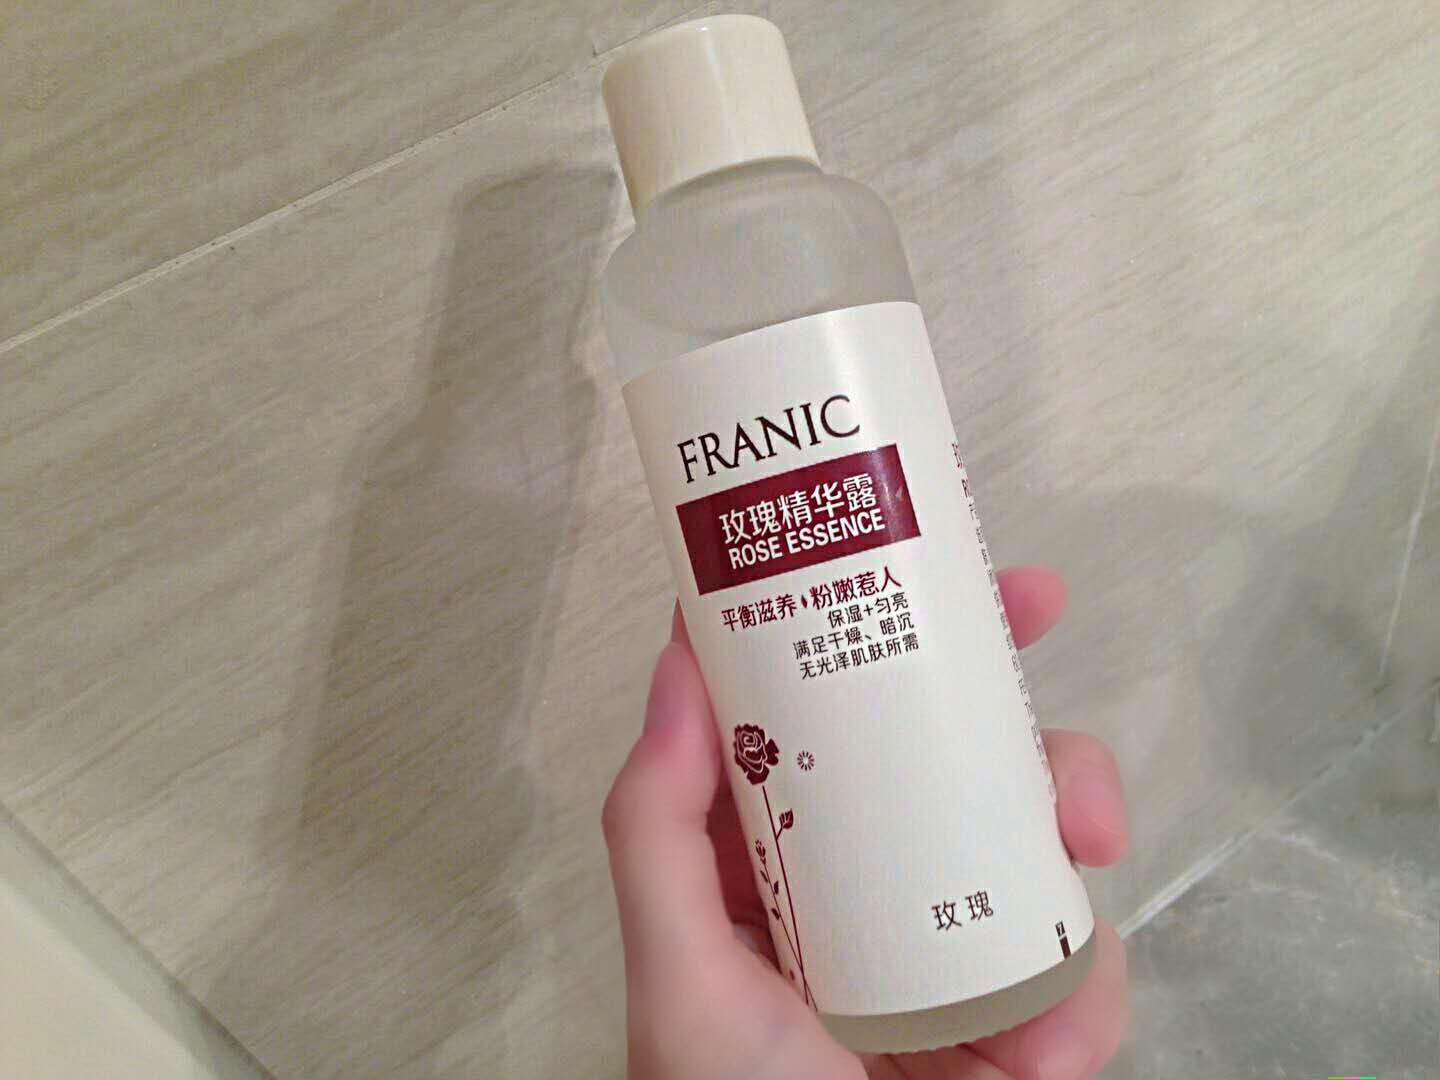 FRANIC
玫瑰精华露
ROSE ESSENCE
平衡滋养·粉嫩惹人
保湿+匀亮
满足干燥、暗沉
无光泽肌肤所需
玫瑰